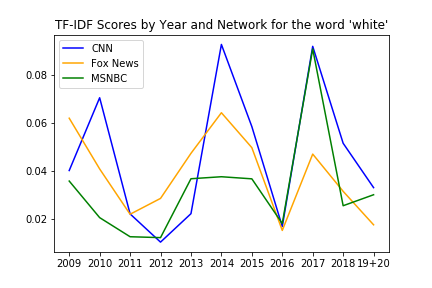 TF-IDF Scores by Year and Network for the word 'white'
CNN
Fox News
MSNBC
0.08
0.06
0.04
0.02
2009 2010 2011 2012 2013 2014 2015 2016 2017 2018 19+20